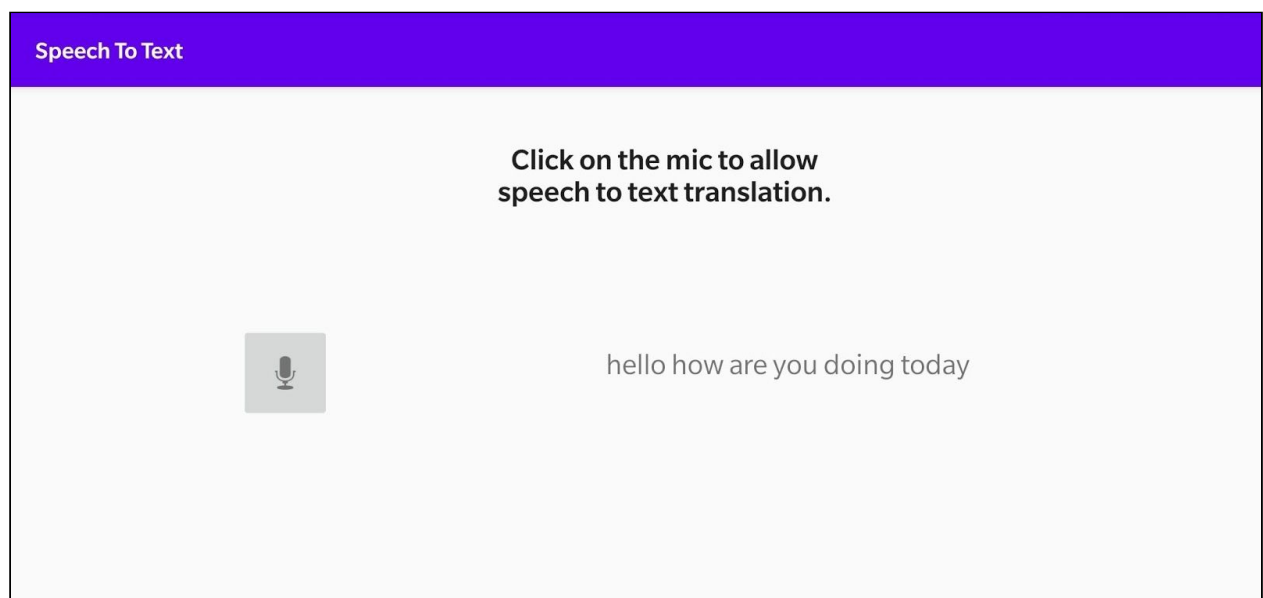 Speech To Text
Click on the mic to allow
speech to text translation.
hello how are you doing today